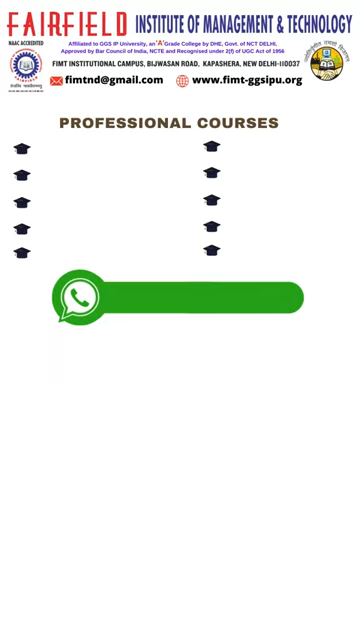 FAIRFIELD INSTITUTE OF MANAGEMENT & TECHNOLOGY
NAAC ACCREDITED
Affiliated to GGS IP University, an 'A' Grade College by DHE, Govt. of NCT DELHI,
Approved by Bar Council of India, NCTE and Recognised under 2(f) of UGC Act of 1956
FIMT INSTITUTIONAL CAMPUS, BIJWASAN ROAD, KAPASHERA, NEW DELHI-110037
fimtnd@gmail.com www.fimt-ggsipu.org
PROFESSIONAL COURSES